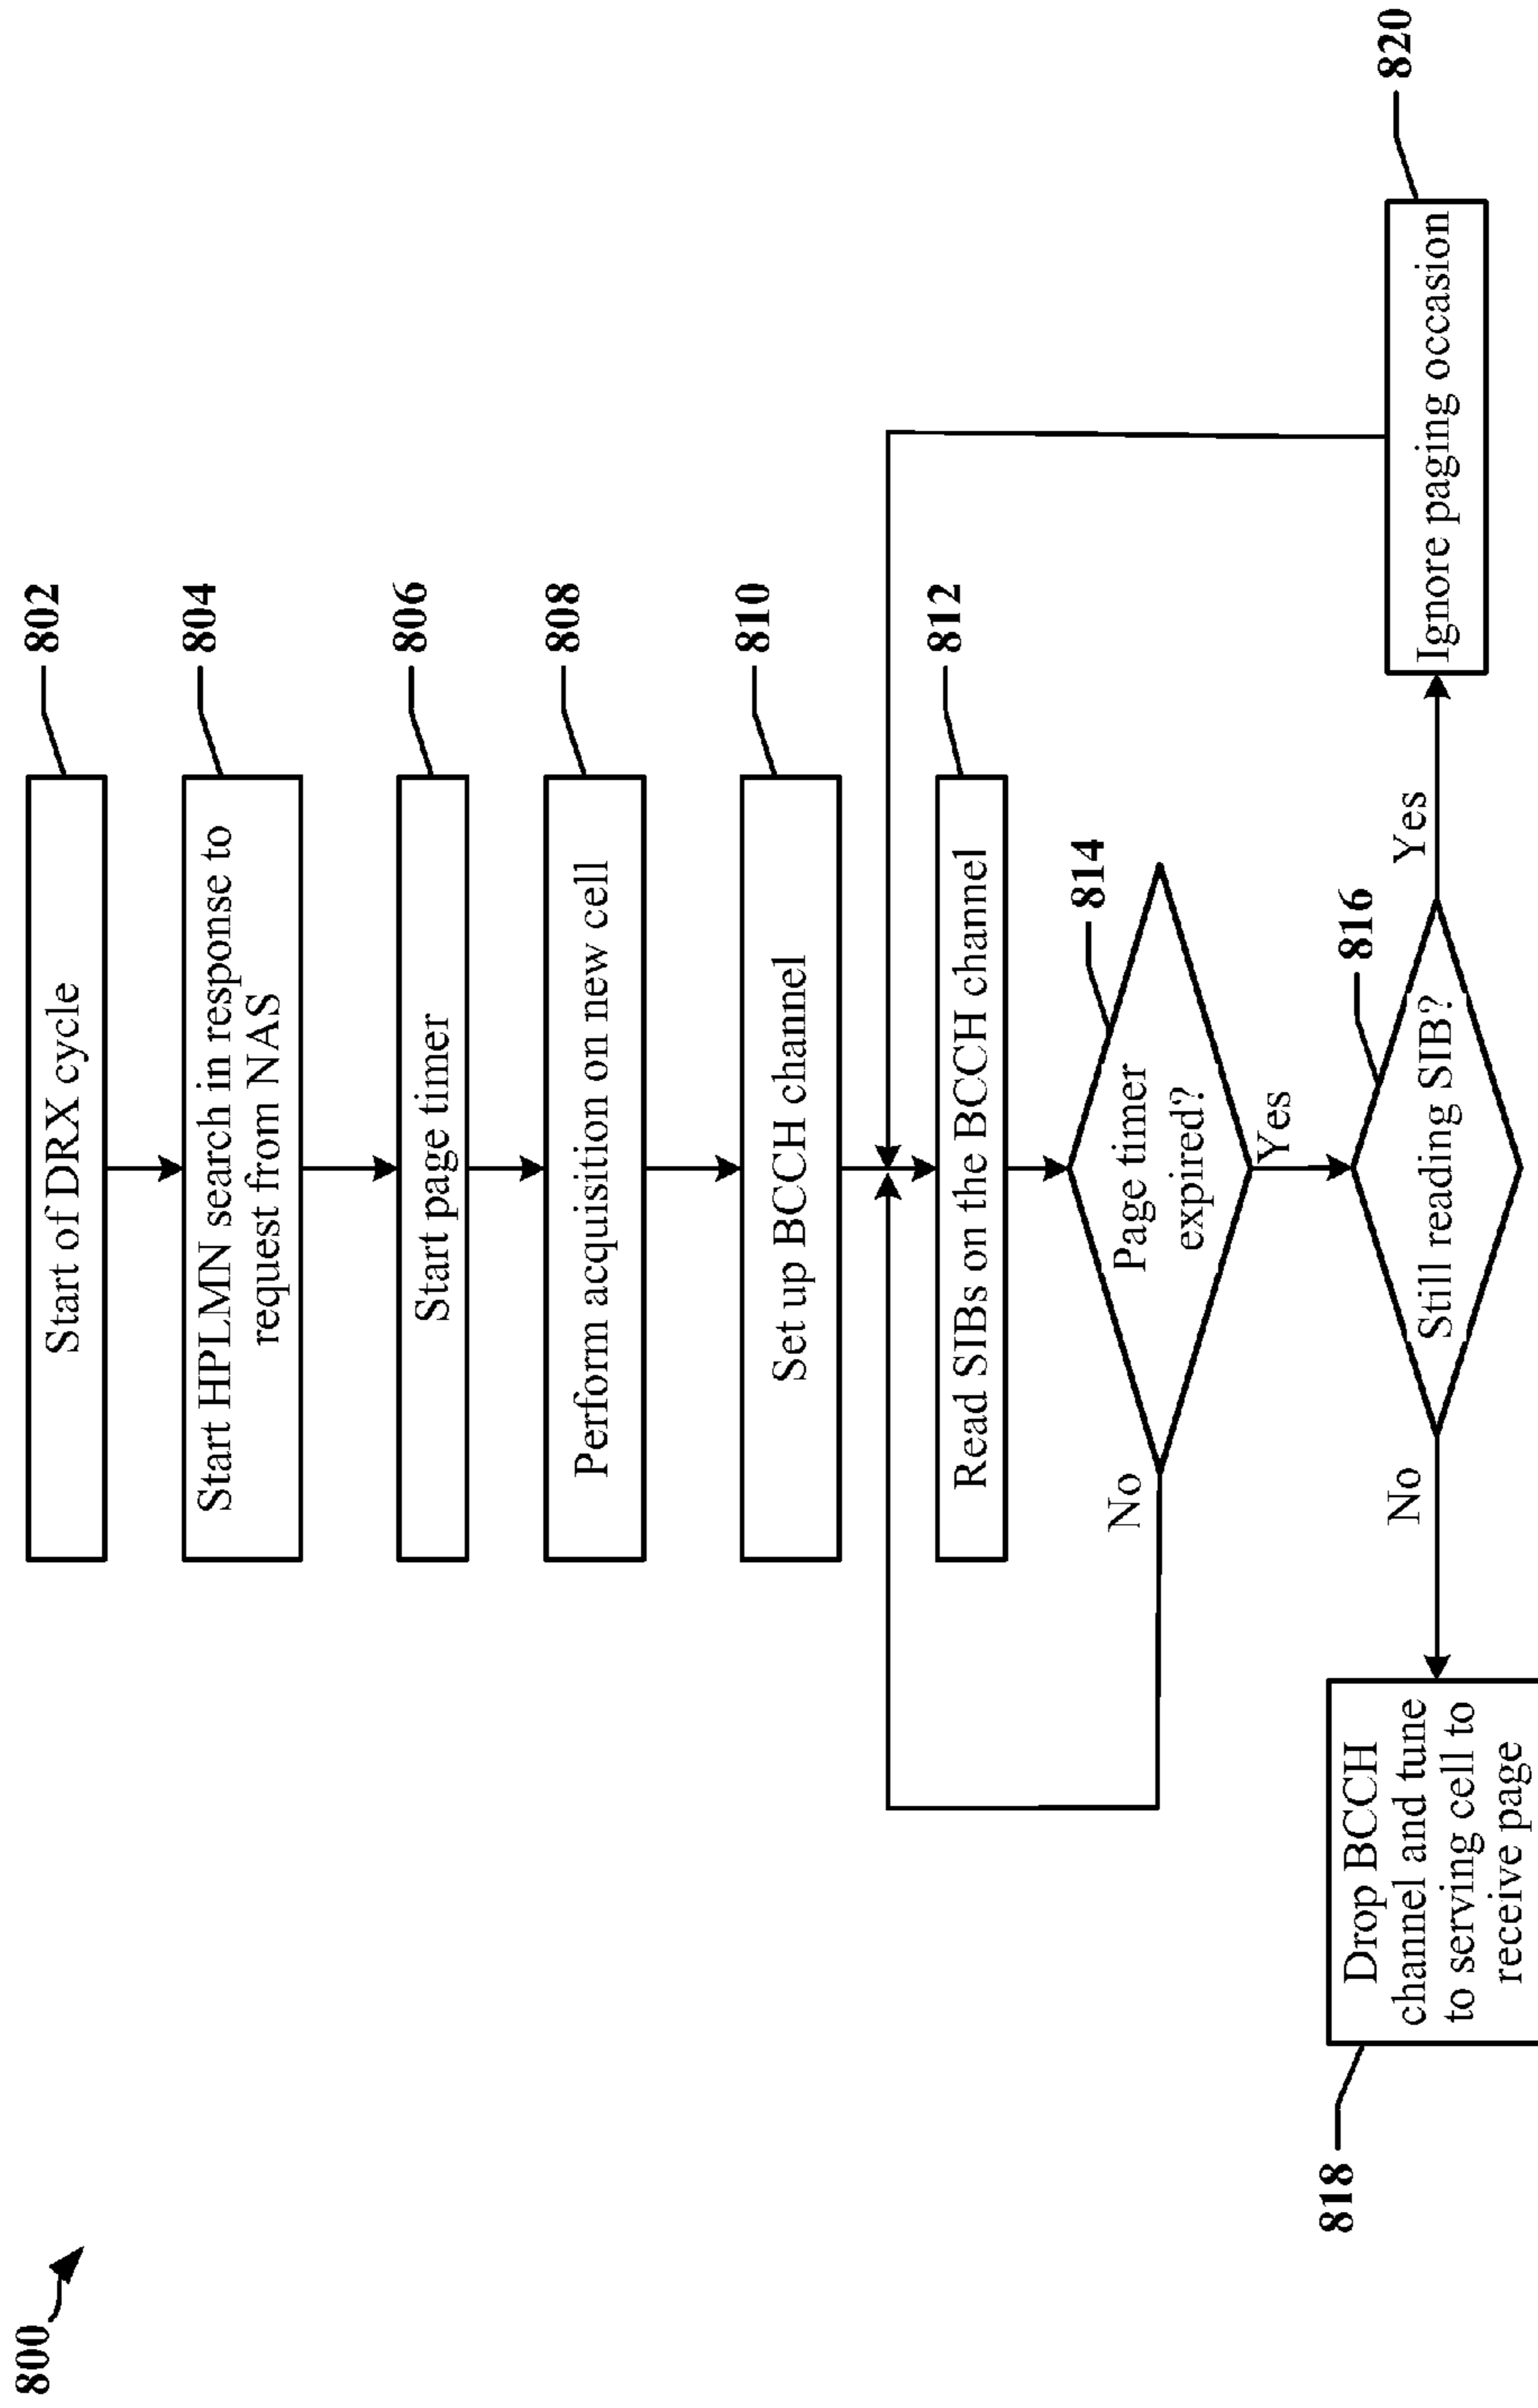 800
Start of DRX cycle
802
Start HPLMN search in response to
request from NAS
804
Start page timer
806
Perform acquisition on new cell
808
Set up BCCH channel
810
Read SIBs on the BCCH channel
812
Page timer
expired?
814
No
Yes
Still reading SIB?
816
No
Yes
Drop BCCH
channel and tune
to serving cell to
receive page
818
Ignore paging occasion
820